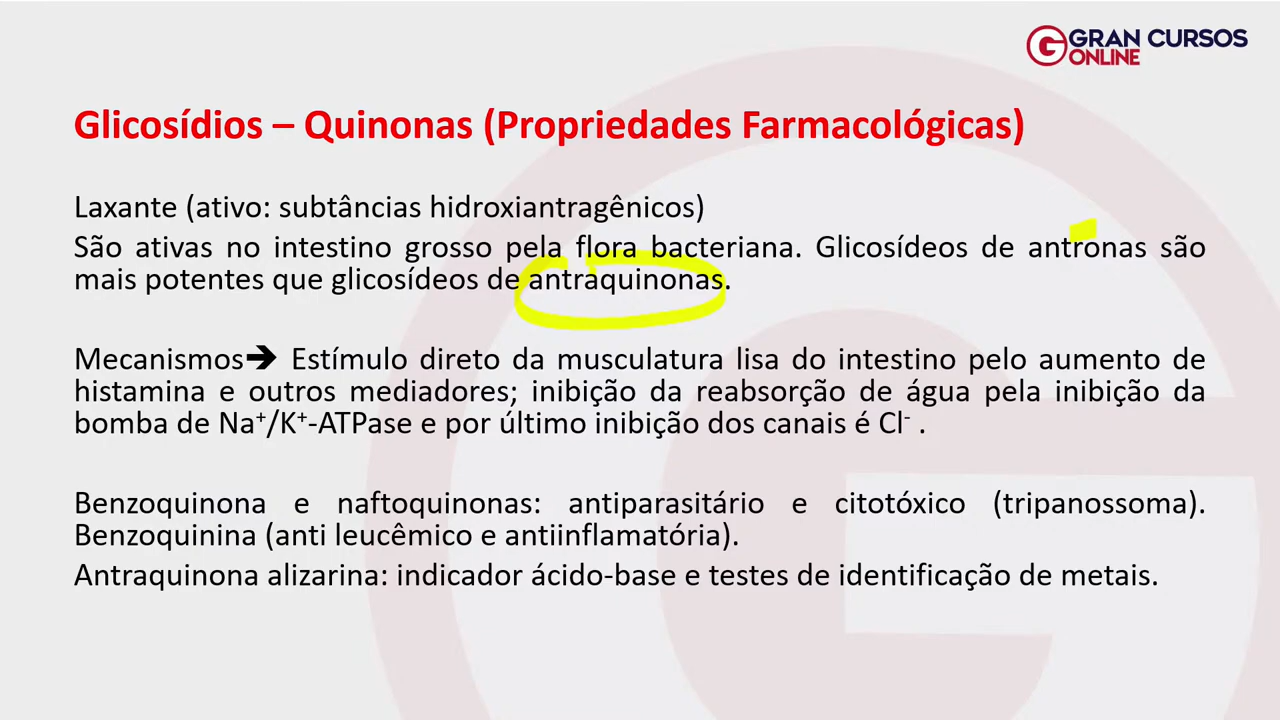 GRAN CURSOS
ONLINE
Glicosídios – Quinonas (Propriedades Farmacológicas)
Laxante (ativo: subtâncias hidroxiantragênicos)
São ativas no intestino grosso pela flora bacteriana. Glicosídeos de antronas são
mais potentes que glicosídeos de antraquinonas.
Mecanismos➔ Estímulo direto da musculatura lisa do intestino pelo aumento de
histamina e outros mediadores; inibição da reabsorção de água pela inibição da
bomba de Na⁺/K⁺-ATPase e por último inibição dos canais é Cl⁻ .
Benzoquinona e naftoquinonas: antiparasitário e citotóxico (tripanossoma).
Benzoquinina (anti leucêmico e antiinflamatória).
Antraquinona alizarina: indicador ácido-base e testes de identificação de metais.